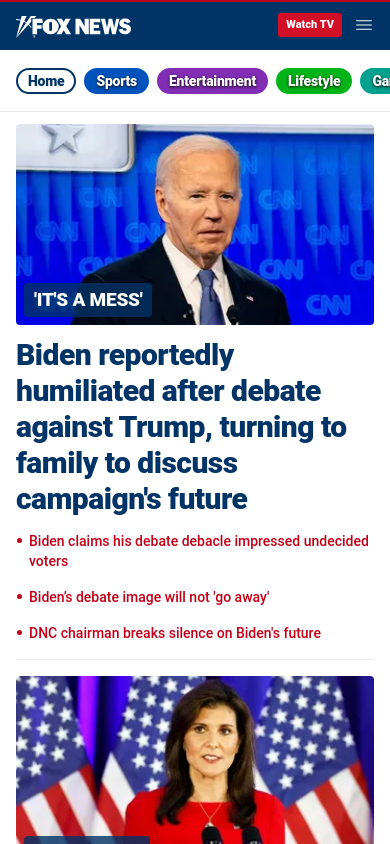 FOX NEWS
Watch TV
Home
Sports
Entertainment
Lifestyle
Ga
CNN
CNN
CNN
CNN
CNN
'IT'S A MESS'
Biden reportedly
humiliated after debate
against Trump, turning to
family to discuss
campaign's future
• Biden claims his debate debacle impressed undecided
voters
• Biden’s debate image will not 'go away'
• DNC chairman breaks silence on Biden's future